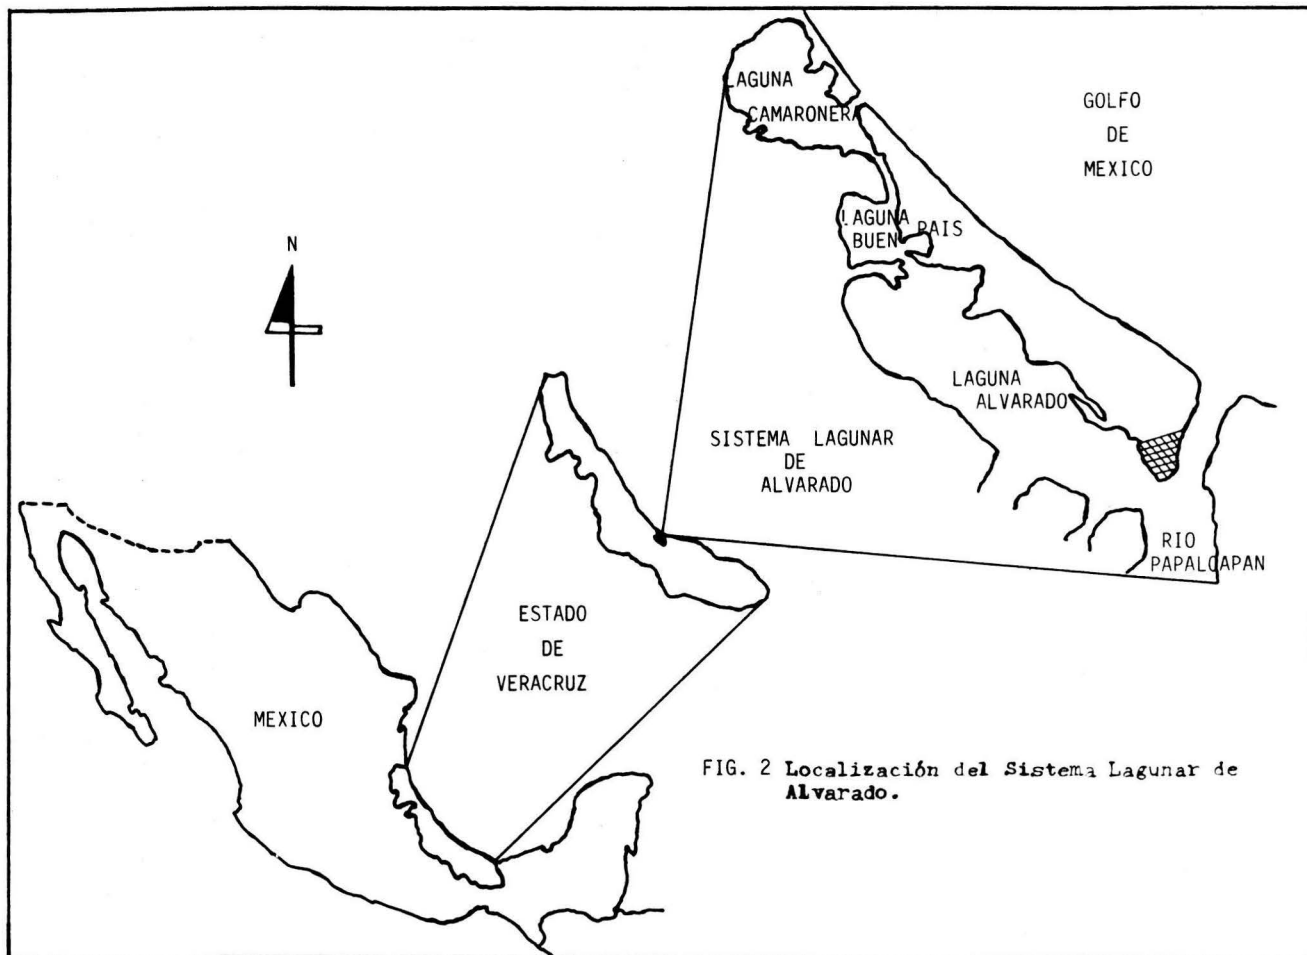 LAGUNA
CAMARONERA
GOLFO
DE
MEXICO
LAGUNA
BUEN PAIS
N
LAGUNA
ALVARADO
SISTEMA LAGUNAR
DE
ALVARADO
RIO
PAPALOAPAN
ESTADO
DE
VERACRUZ
MEXICO
FIG. 2 Localización del Sistema Lagunar de
Alvarado.